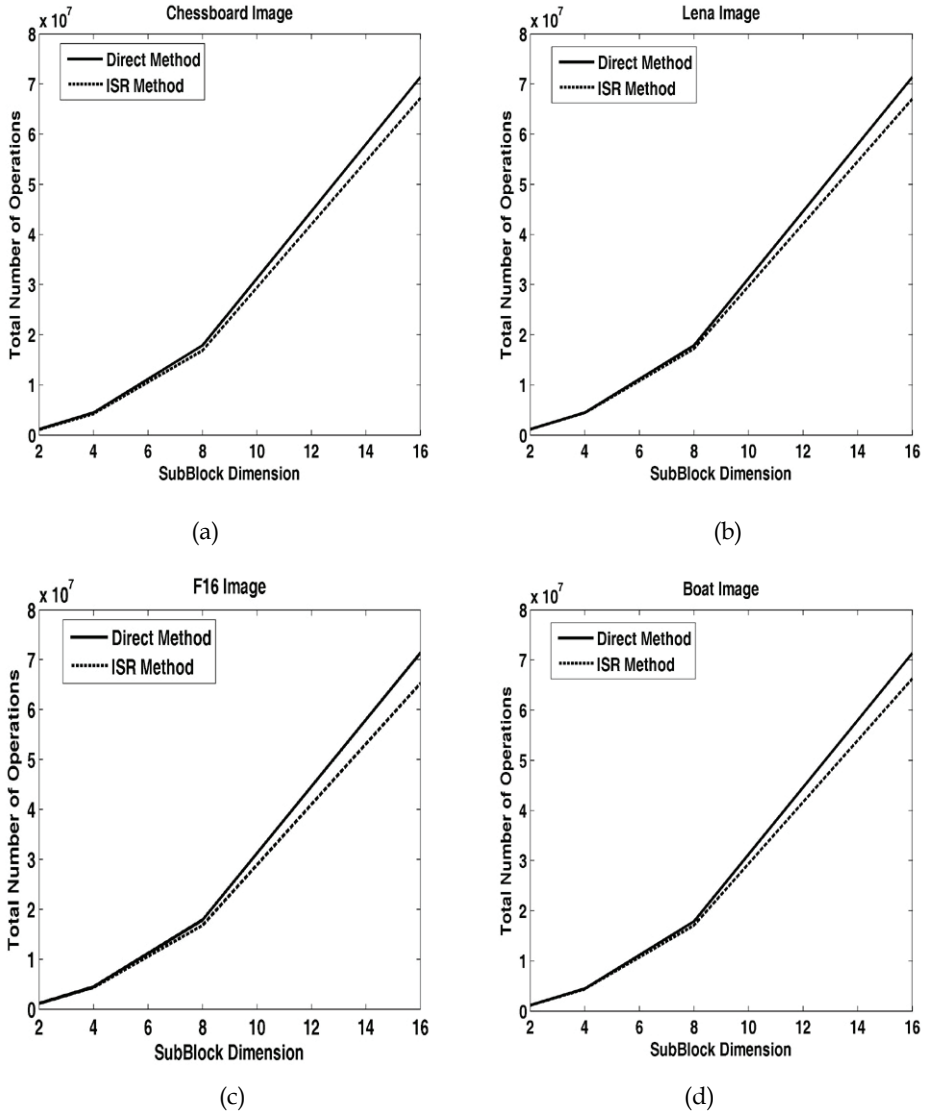 Chessboard Image
x 10^7
8
7
6
5
4
3
2
1
0
Total Number of Operations
Direct Method
ISR Method
2 4 6 8 10 12 14 16
SubBlock Dimension
(a)
Lena Image
x 10^7
8
7
6
5
4
3
2
1
0
Total Number of Operations
Direct Method
ISR Method
2 4 6 8 10 12 14 16
SubBlock Dimension
(b)
F16 Image
x 10^7
8
7
6
5
4
3
2
1
0
Total Number of Operations
Direct Method
ISR Method
2 4 6 8 10 12 14 16
SubBlock Dimension
(c)
Boat Image
x 10^7
8
7
6
5
4
3
2
1
0
Total Number of Operations
Direct Method
ISR Method
2 4 6 8 10 12 14 16
SubBlock Dimension
(d)